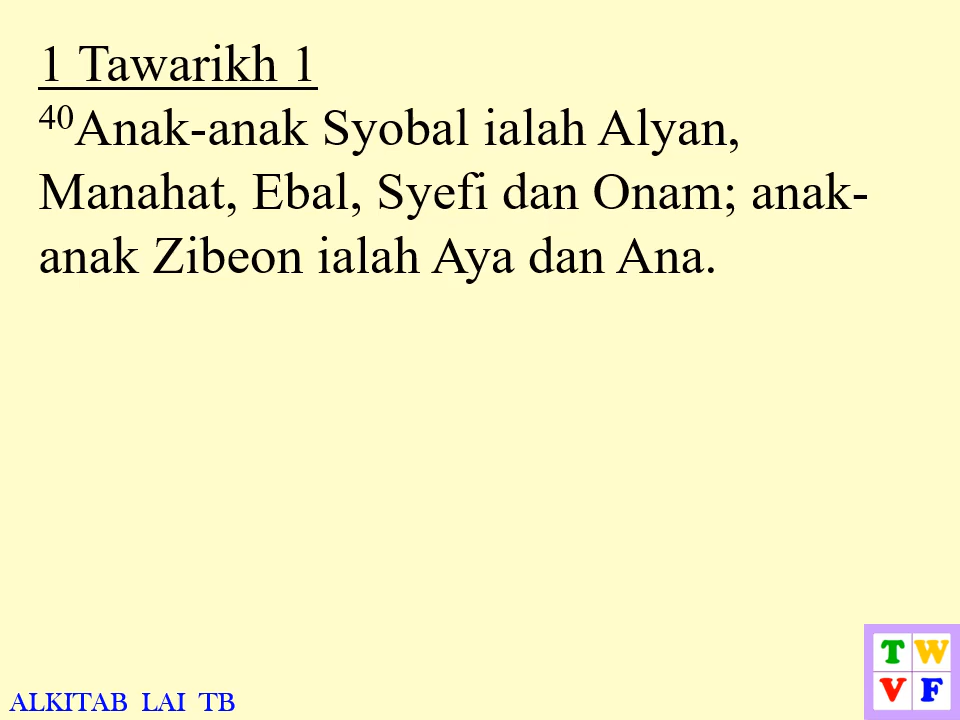 1 Tawarikh 1
40Anak-anak Syobal ialah Alyan,
Manahat, Ebal, Syefi dan Onam; anak-
anak Zibeon ialah Aya dan Ana.
T W
V F
ALKITAB LAI TB